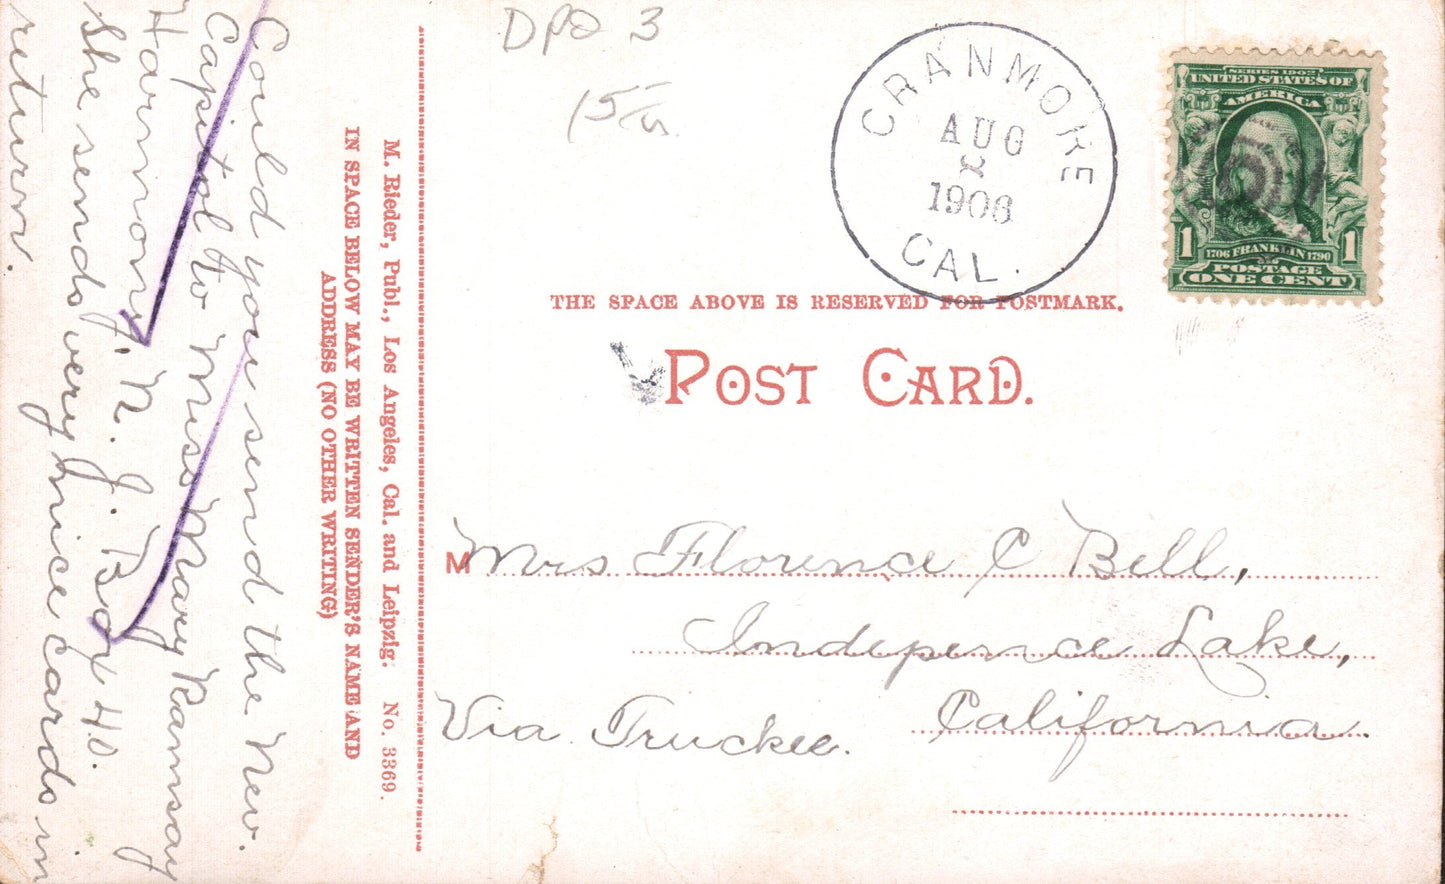 DPO 3
15
CRANMORE
AUG
2
1906
CAL.
SERIES 1902
UNITED STATES OF
AMERICA
1 1706 FRANKLIN 1790 1
POSTAGE
ONE CENT
THE SPACE ABOVE IS RESERVED FOR POSTMARK.
POST CARD.
M Mrs Florence C Bell,
Indepence Lake,
Via Truckee. California.
M. Rieder, Publ., Los Angeles, Cal. and Leipzig. No. 3369.
IN SPACE BELOW MAY BE WRITTEN SENDER'S NAME AND
ADDRESS (NO OTHER WRITING)
Could you send the New.
Capitol to Miss Mary Ramsay
Harmony, N. J. Box 40.
She sends very nice cards in
return.